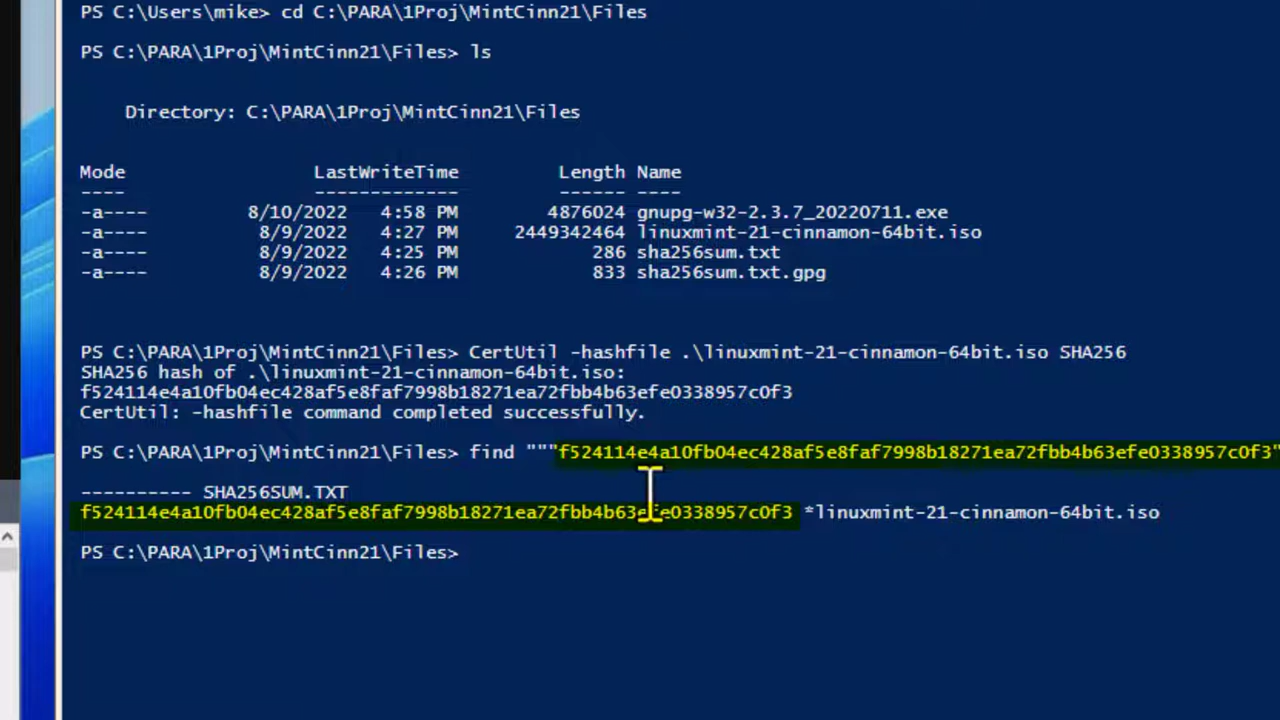 PS C:\Users\mike> cd C:\PARA\1Proj\MintCinn21\Files
PS C:\PARA\1Proj\MintCinn21\Files> ls
Directory: C:\PARA\1Proj\MintCinn21\Files
Mode LastWriteTime Length Name
---- ------------- ------ ----
-a---- 8/10/2022 4:58 PM 4876024 gnupg-w32-2.3.7_20220711.exe
-a---- 8/9/2022 4:27 PM 2449342464 linuxmint-21-cinnamon-64bit.iso
-a---- 8/9/2022 4:25 PM 286 sha256sum.txt
-a---- 8/9/2022 4:26 PM 833 sha256sum.txt.gpg
PS C:\PARA\1Proj\MintCinn21\Files> CertUtil -hashfile .\linuxmint-21-cinnamon-64bit.iso SHA256
SHA256 hash of .\linuxmint-21-cinnamon-64bit.iso:
f524114e4a10fb04ec428af5e8faf7998b18271ea72fbb4b63efe0338957c0f3
CertUtil: -hashfile command completed successfully.
PS C:\PARA\1Proj\MintCinn21\Files> find """f524114e4a10fb04ec428af5e8faf7998b18271ea72fbb4b63efe0338957c0f3"
---------- SHA256SUM.TXT
f524114e4a10fb04ec428af5e8faf7998b18271ea72fbb4b63efe0338957c0f3 *linuxmint-21-cinnamon-64bit.iso
PS C:\PARA\1Proj\MintCinn21\Files>